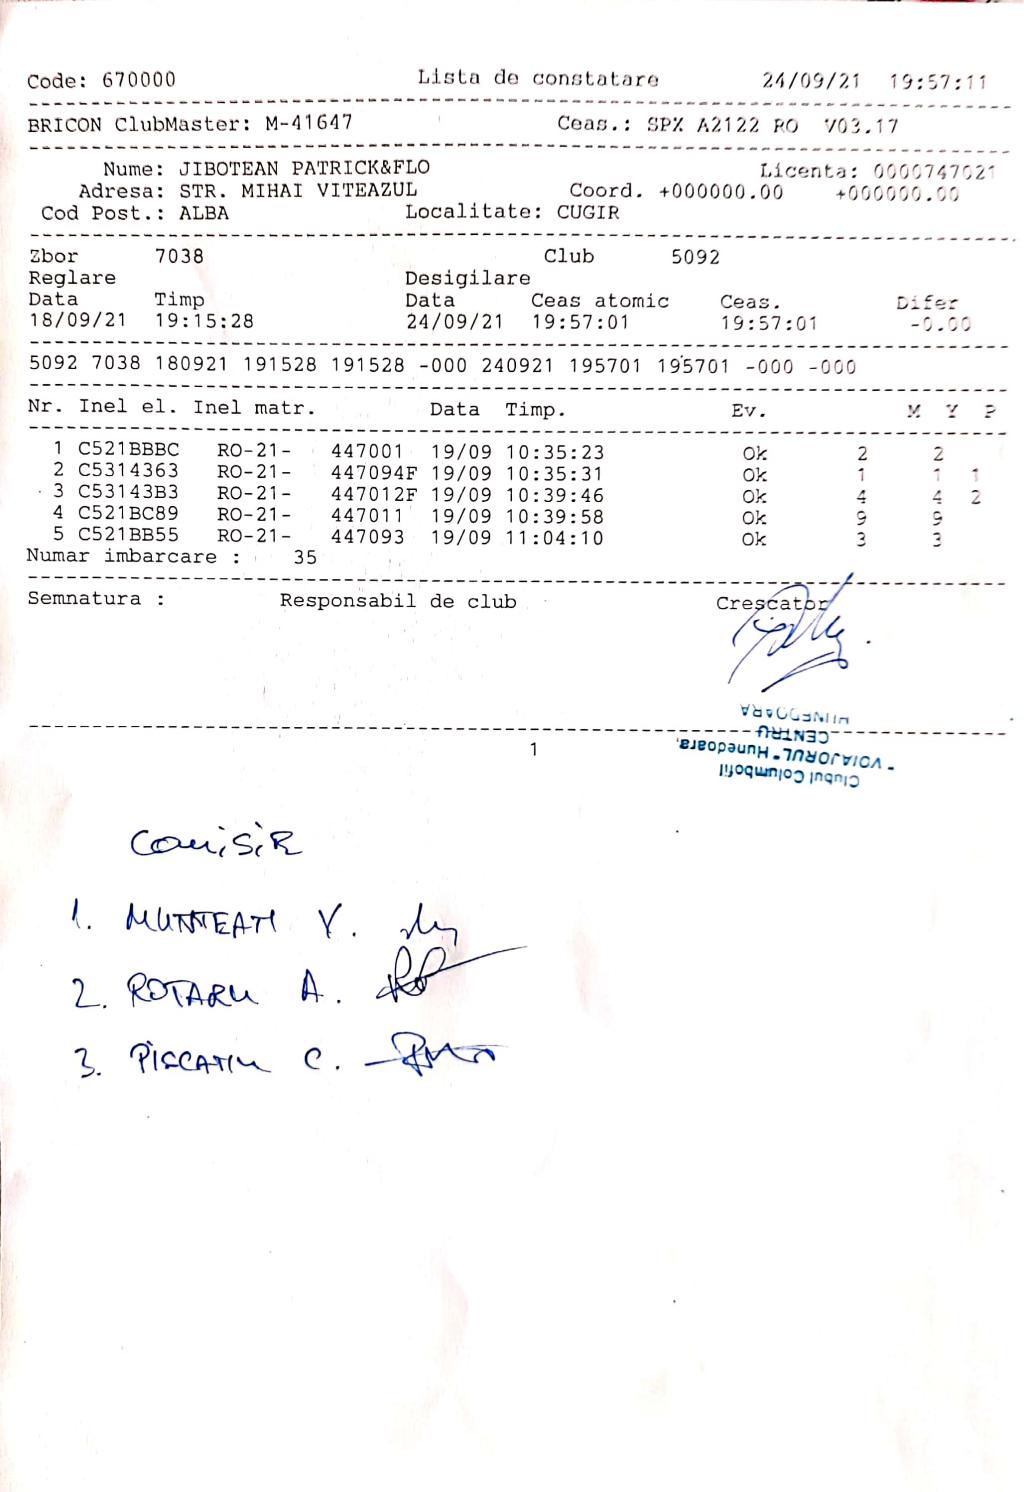 Code: 670000 Lista de constatare 24/09/21 19:57:11
BRICON ClubMaster: M-41647 Ceas.: SPX A2122 RO V03.17
Nume: JIBOTEAN PATRICK&FLO Licenta: 0000747021
Adresa: STR. MIHAI VITEAZUL Coord. +000000.00 +000000.00
Cod Post.: ALBA Localitate: CUGIR
Zbor 7038 Club 5092
Reglare Desigilare
Data Timp Data Ceas atomic Ceas. Difer
18/09/21 19:15:28 24/09/21 19:57:01 19:57:01 -0.00
5092 7038 180921 191528 191528 -000 240921 195701 195701 -000 -000
Nr. Inel el. Inel matr. Data Timp. Ev. M Y P
1 C521BBBC RO-21- 447001 19/09 10:35:23 Ok 2 2
2 C5314363 RO-21- 447094F 19/09 10:35:31 Ok 1 1 1
3 C53143B3 RO-21- 447012F 19/09 10:39:46 Ok 4 4 2
4 C521BC89 RO-21- 447011 19/09 10:39:58 Ok 9 9
5 C521BB55 RO-21- 447093 19/09 11:04:10 Ok 3 3
Numar imbarcare : 35
Semnatura : Responsabil de club Crescator
HUNEDOARA
CENTRU
"VOIAJORUL" Hunedoara,
Clubul Columbofil
1
1. MUNTEAN V.
2. ROTARU A.
3. C.